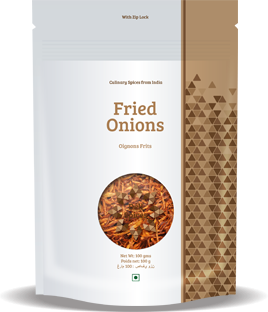 With Zip Lock
Culinary Spices from India
Fried
Onions
Oignons Frits
Net Wt: 100 gms
Poids net: 100 g